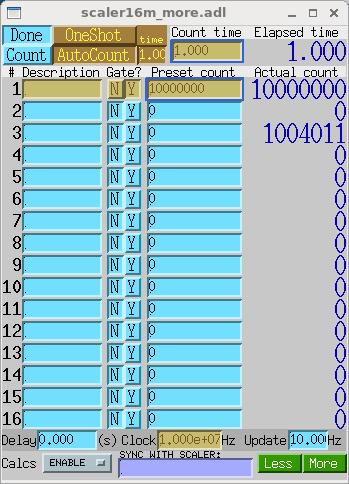 scaler16m_more.adl
Done OneShot time Count time Elapsed time
Count AutoCount 1.00 1.000 1.000
# Description Gate? Preset count Actual count
1 N Y 10000000 10000000
2 N Y 0 0
3 N Y 0 1004011
4 N Y 0 0
5 N Y 0 0
6 N Y 0 0
7 N Y 0 0
8 N Y 0 0
9 N Y 0 0
10 N Y 0 0
11 N Y 0 0
12 N Y 0 0
13 N Y 0 0
14 N Y 0 0
15 N Y 0 0
16 N Y 0 0
Delay 0.000 (s) Clock 1.000e+07 Hz Update 10.00 Hz
Calcs ENABLE SYNC WITH SCALER: Less More